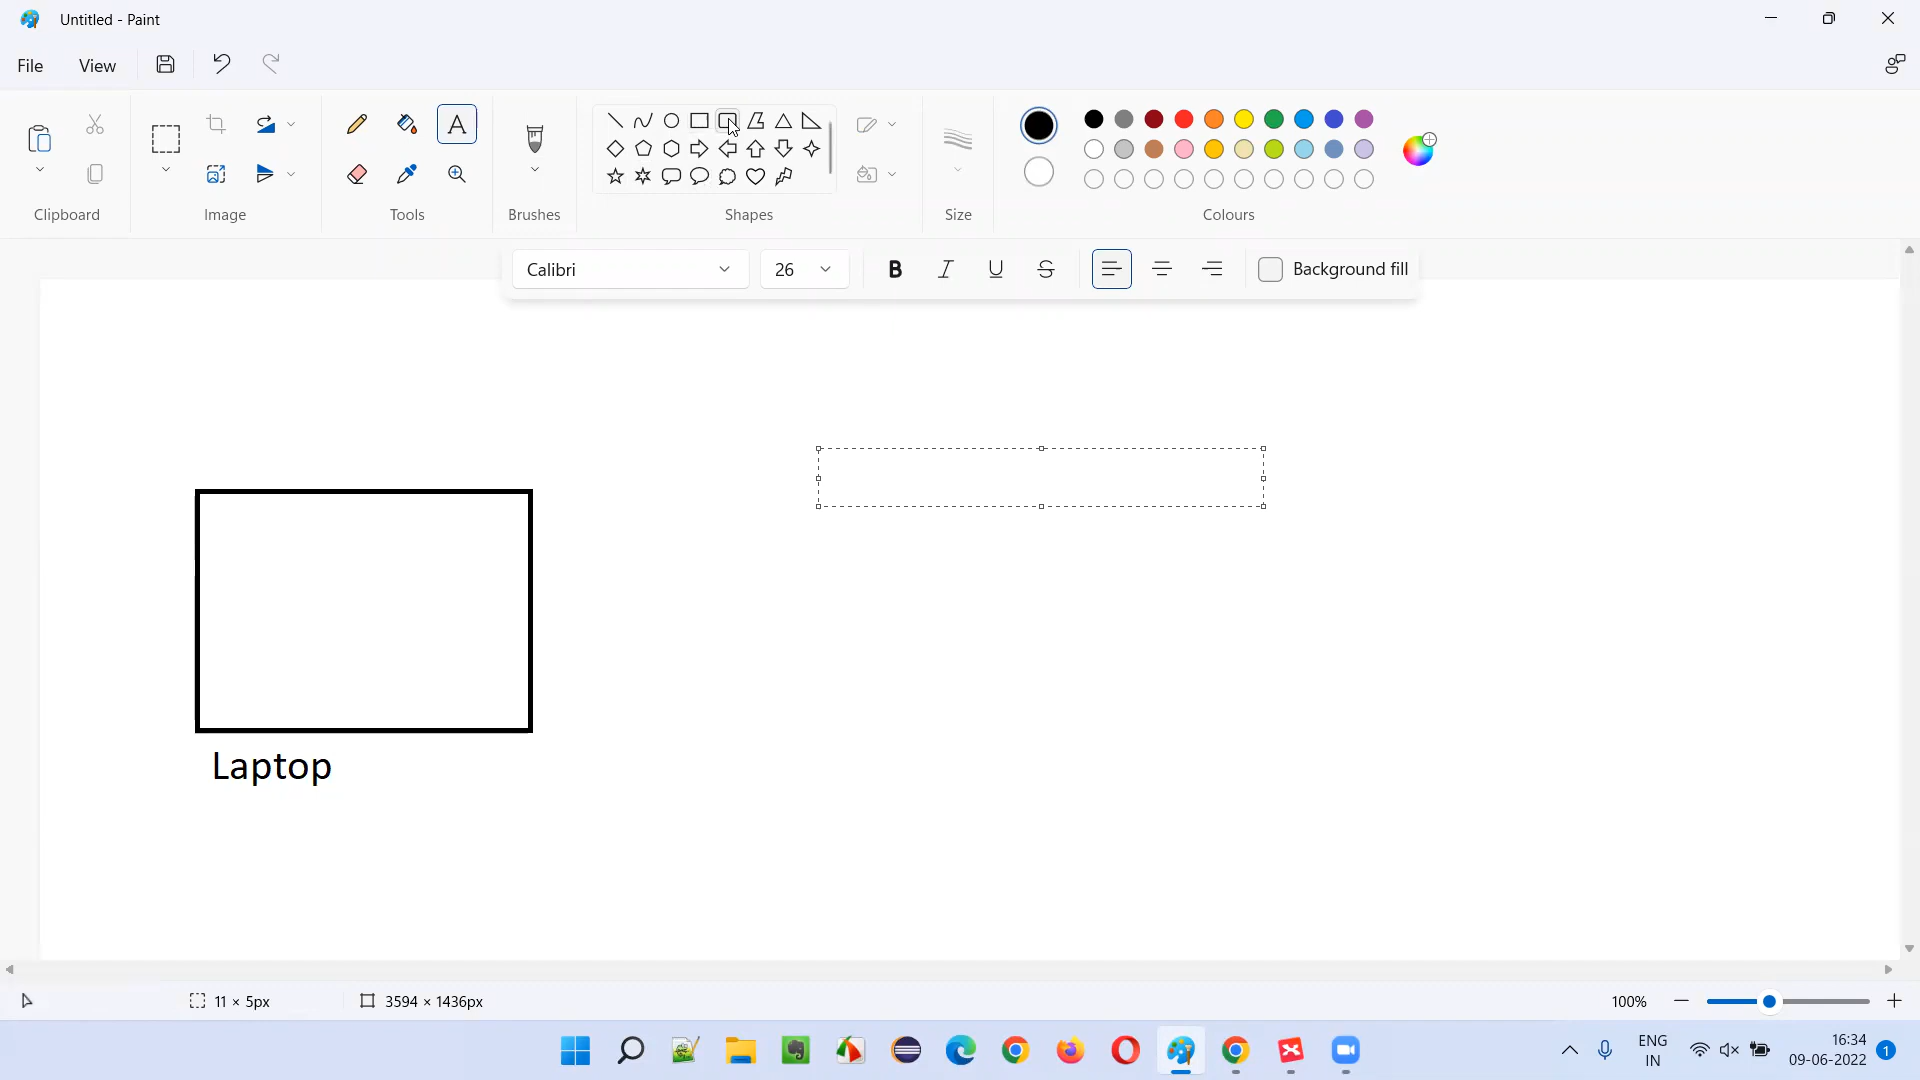 Untitled - Paint
File View
Clipboard
Image
Tools
Brushes
Shapes
Size
Colours
Calibri
26
B I U S
Background fill
Laptop
11 × 5px
3594 × 1436px
100%
ENG
IN
16:34
09-06-2022
1